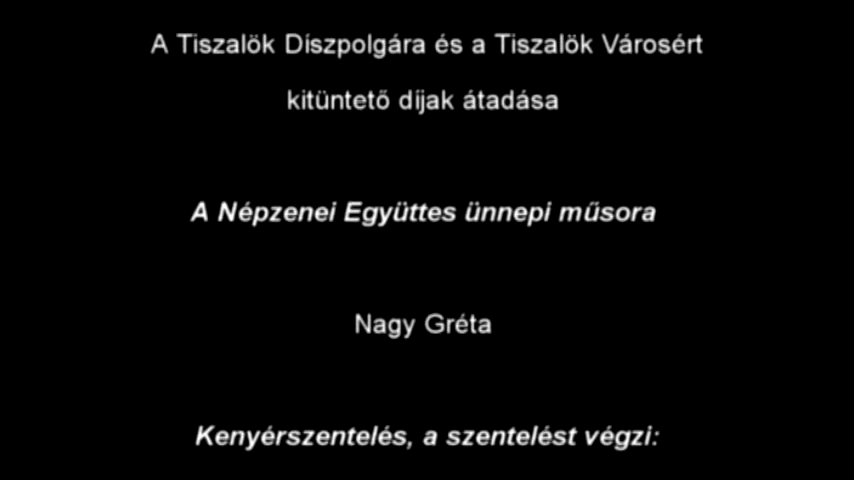 A Tiszalök Díszpolgára és a Tiszalök Városért
kitüntető díjak átadása
A Népzenei Együttes ünnepi műsora
Nagy Gréta
Kenyérszentelés, a szentelést végzi: